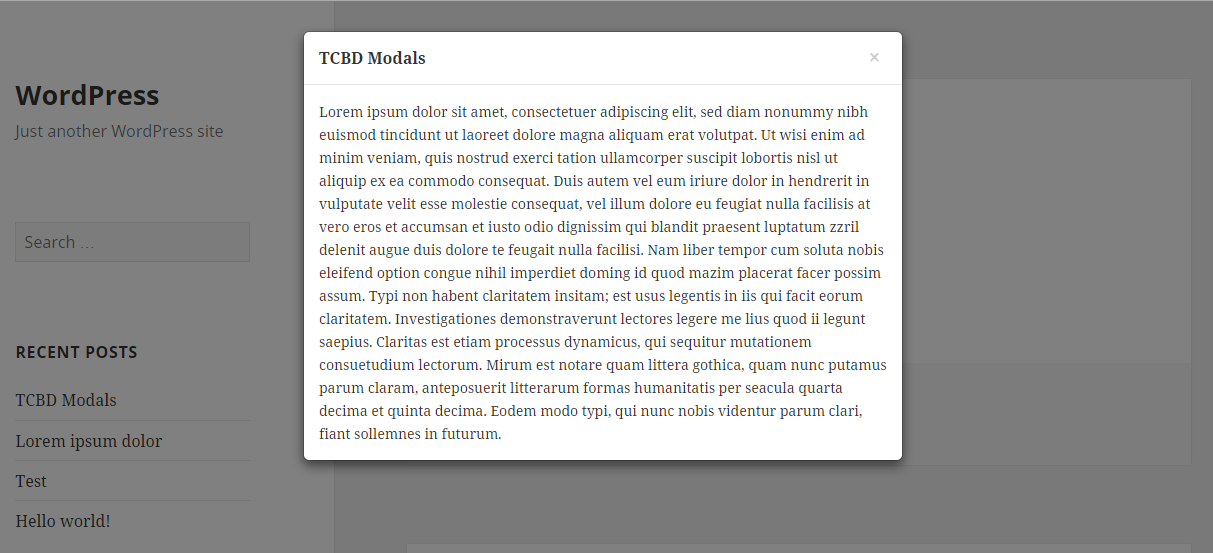 WordPress
Just another WordPress site
Search ...
RECENT POSTS
TCBD Modals
Lorem ipsum dolor
Test
Hello world!
TCBD Modals ×
Lorem ipsum dolor sit amet, consectetuer adipiscing elit, sed diam nonummy nibh
euismod tincidunt ut laoreet dolore magna aliquam erat volutpat. Ut wisi enim ad
minim veniam, quis nostrud exerci tation ullamcorper suscipit lobortis nisl ut
aliquip ex ea commodo consequat. Duis autem vel eum iriure dolor in hendrerit in
vulputate velit esse molestie consequat, vel illum dolore eu feugiat nulla facilisis at
vero eros et accumsan et iusto odio dignissim qui blandit praesent luptatum zzril
delenit augue duis dolore te feugait nulla facilisi. Nam liber tempor cum soluta nobis
eleifend option congue nihil imperdiet doming id quod mazim placerat facer possim
assum. Typi non habent claritatem insitam; est usus legentis in iis qui facit eorum
claritatem. Investigationes demonstraverunt lectores legere me lius quod ii legunt
saepius. Claritas est etiam processus dynamicus, qui sequitur mutationem
consuetudium lectorum. Mirum est notare quam littera gothica, quam nunc putamus
parum claram, anteposuerit litterarum formas humanitatis per seacula quarta
decima et quinta decima. Eodem modo typi, qui nunc nobis videntur parum clari,
fiant sollemnes in futurum.